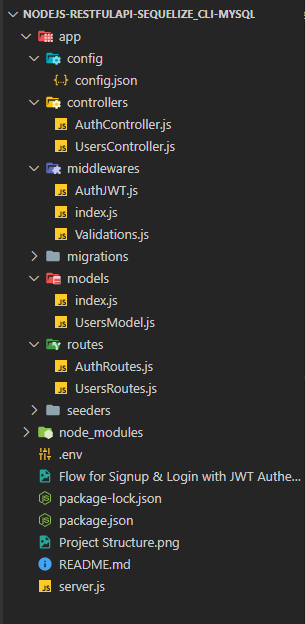 NODEJS-RESTFULAPI-SEQUELIZE_CLI-MYSQL
app
config
{..} config.json
controllers
JS AuthController.js
JS UsersController.js
middlewares
JS AuthJWT.js
JS index.js
JS Validations.js
migrations
models
JS index.js
JS UsersModel.js
routes
JS AuthRoutes.js
JS UsersRoutes.js
seeders
node_modules
.env
Flow for Signup & Login with JWT Authe...
package-lock.json
package.json
Project Structure.png
README.md
JS server.js